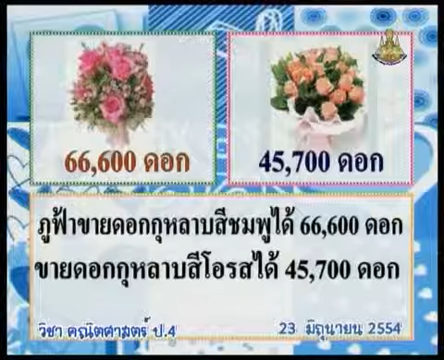 66,600 ดอก
45,700 ดอก
ภูฟ้าขายดอกกุหลาบสีชมพูได้ 66,600 ดอก
ขายดอกกุหลาบสีโอรสได้ 45,700 ดอก
วิชา คณิตศาสตร์ ป.4
23 มิถุนายน 2554